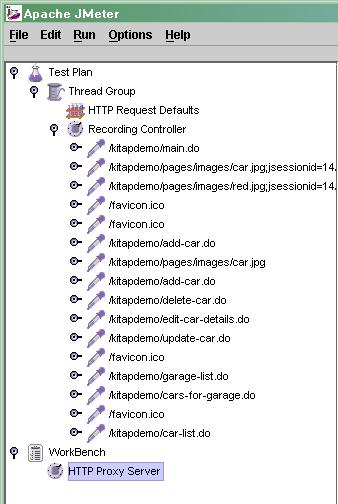 Apache JMeter
File Edit Run Options Help
Test Plan
Thread Group
HTTP Request Defaults
Recording Controller
/kitapdemo/main.do
/kitapdemo/pages/images/car.jpg;jsessionid=14.
/kitapdemo/pages/images/red.jpg;jsessionid=14.
/favicon.ico
/favicon.ico
/kitapdemo/add-car.do
/kitapdemo/pages/images/car.jpg
/kitapdemo/add-car.do
/kitapdemo/delete-car.do
/kitapdemo/edit-car-details.do
/kitapdemo/update-car.do
/favicon.ico
/kitapdemo/garage-list.do
/kitapdemo/cars-for-garage.do
/favicon.ico
/kitapdemo/car-list.do
WorkBench
HTTP Proxy Server